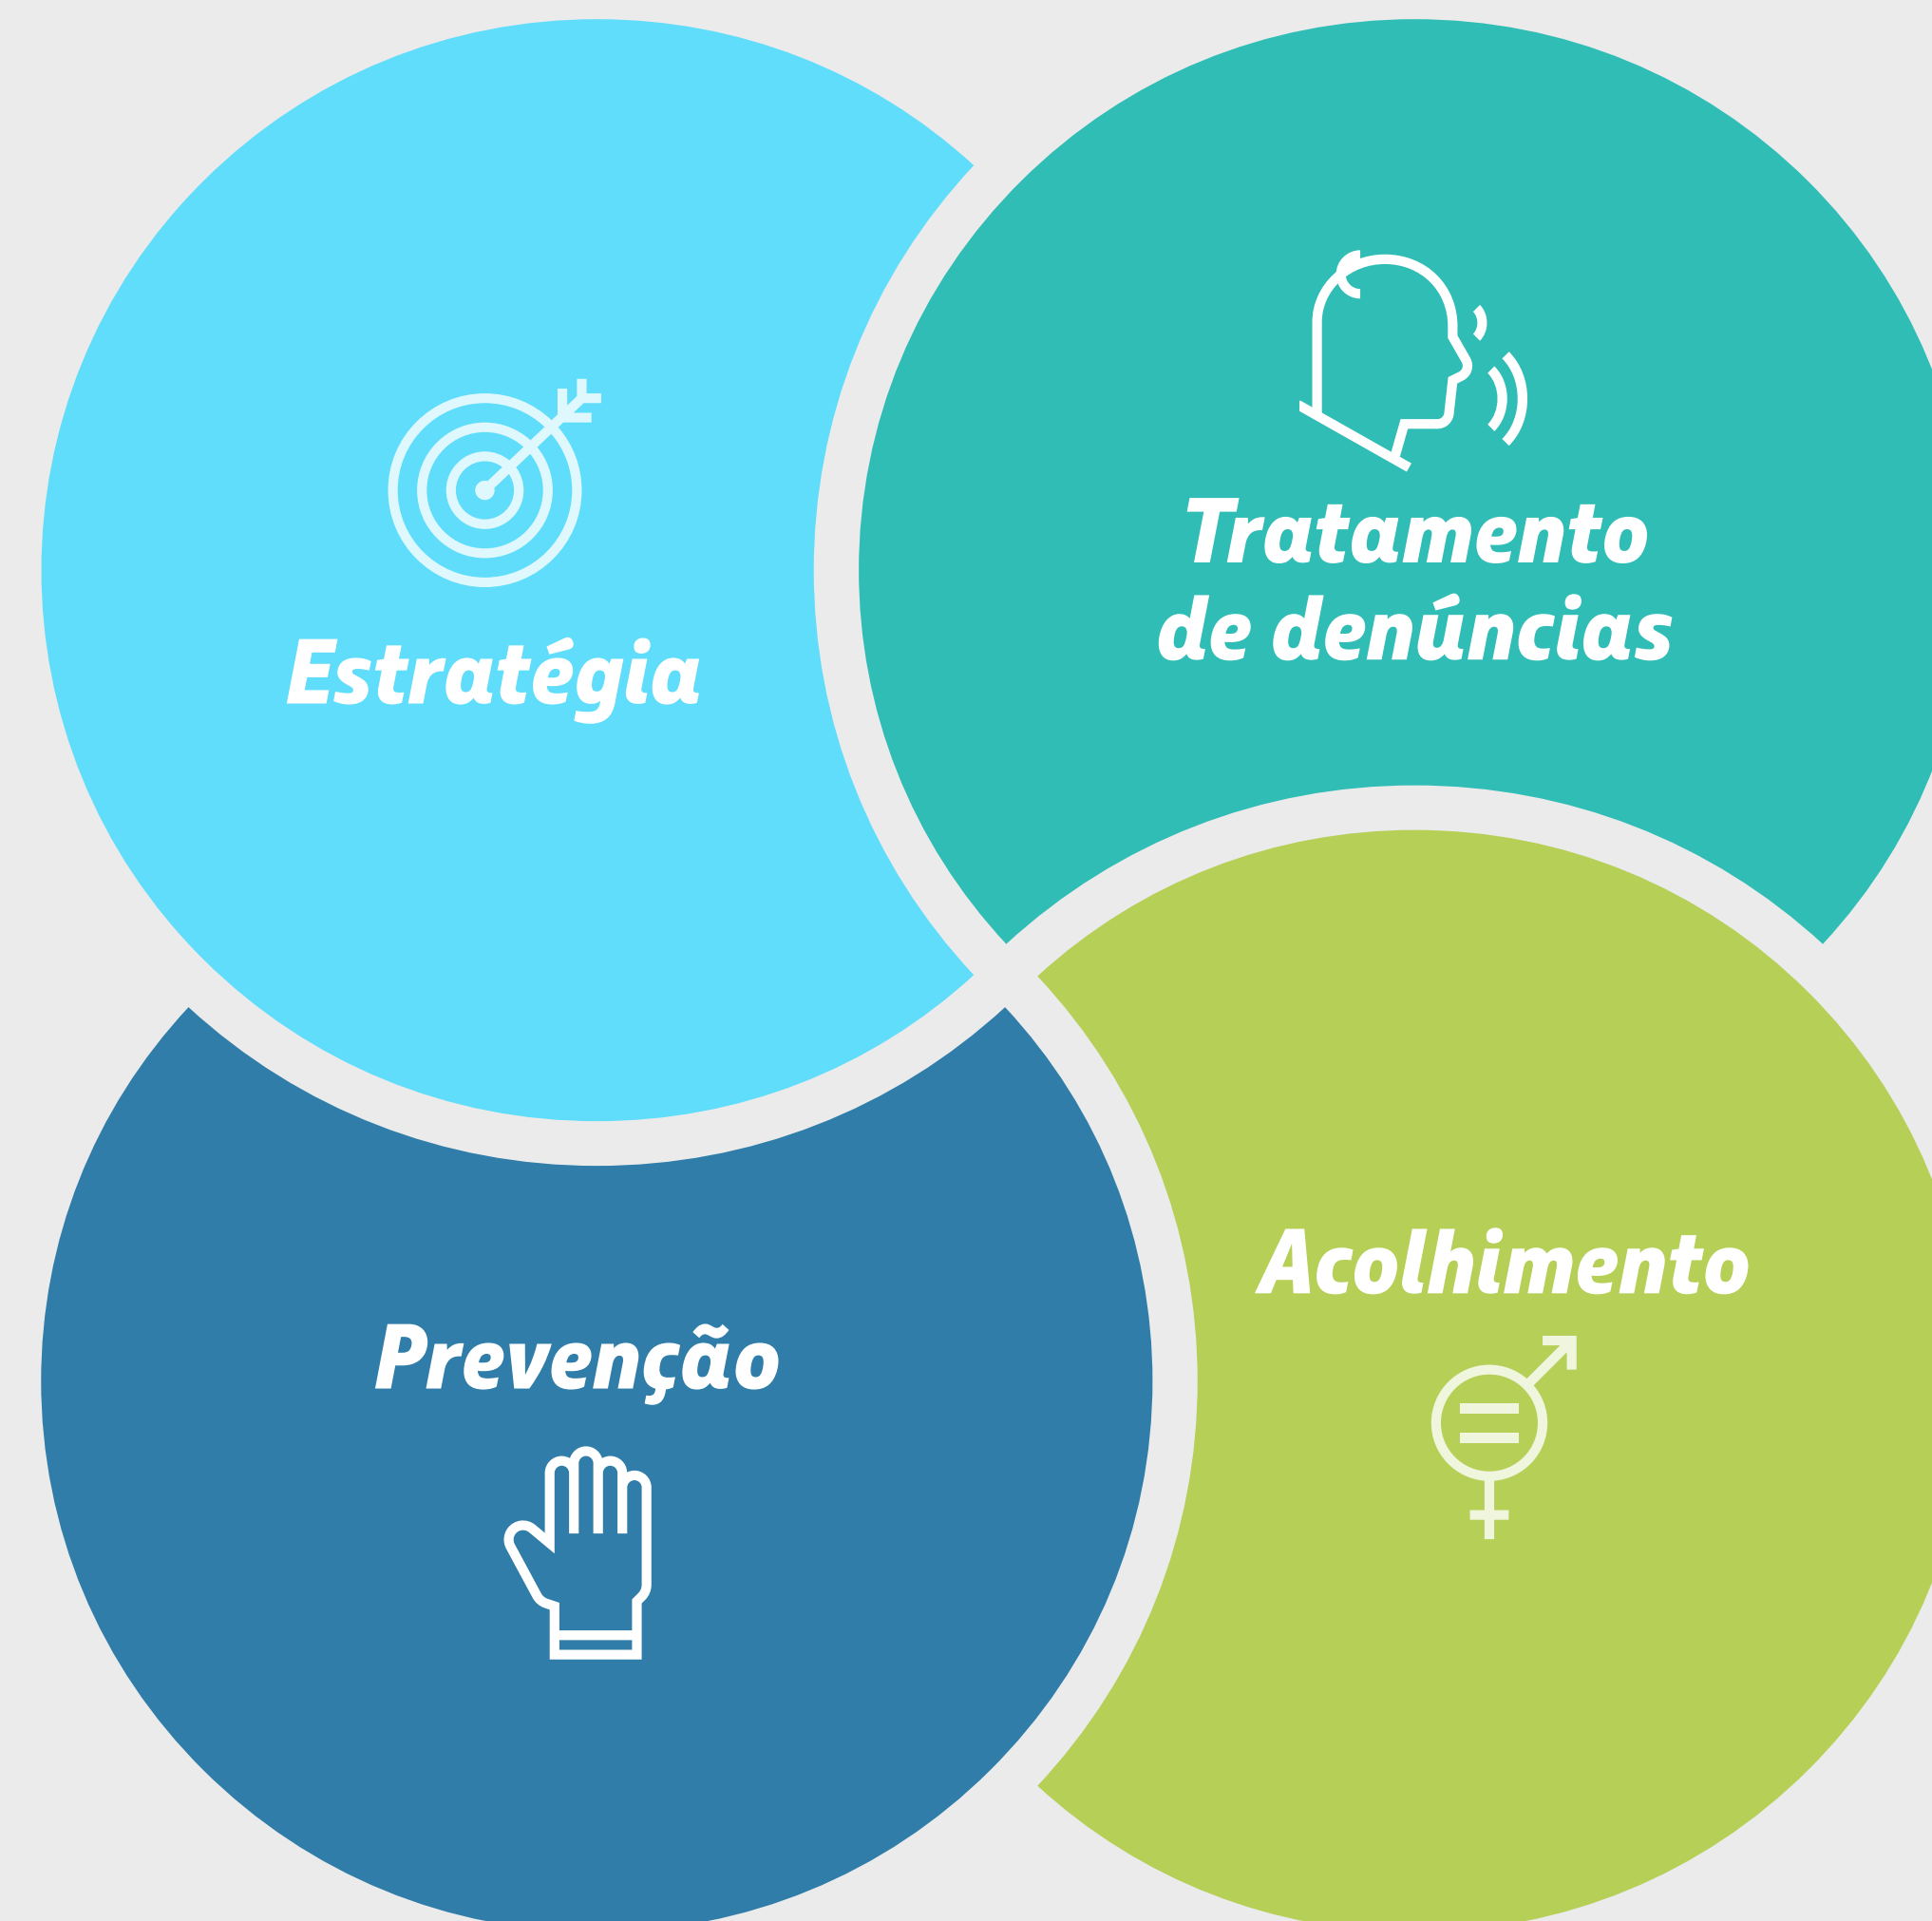 Estratégia
Tratamento
de denúncias
Prevenção
Acolhimento